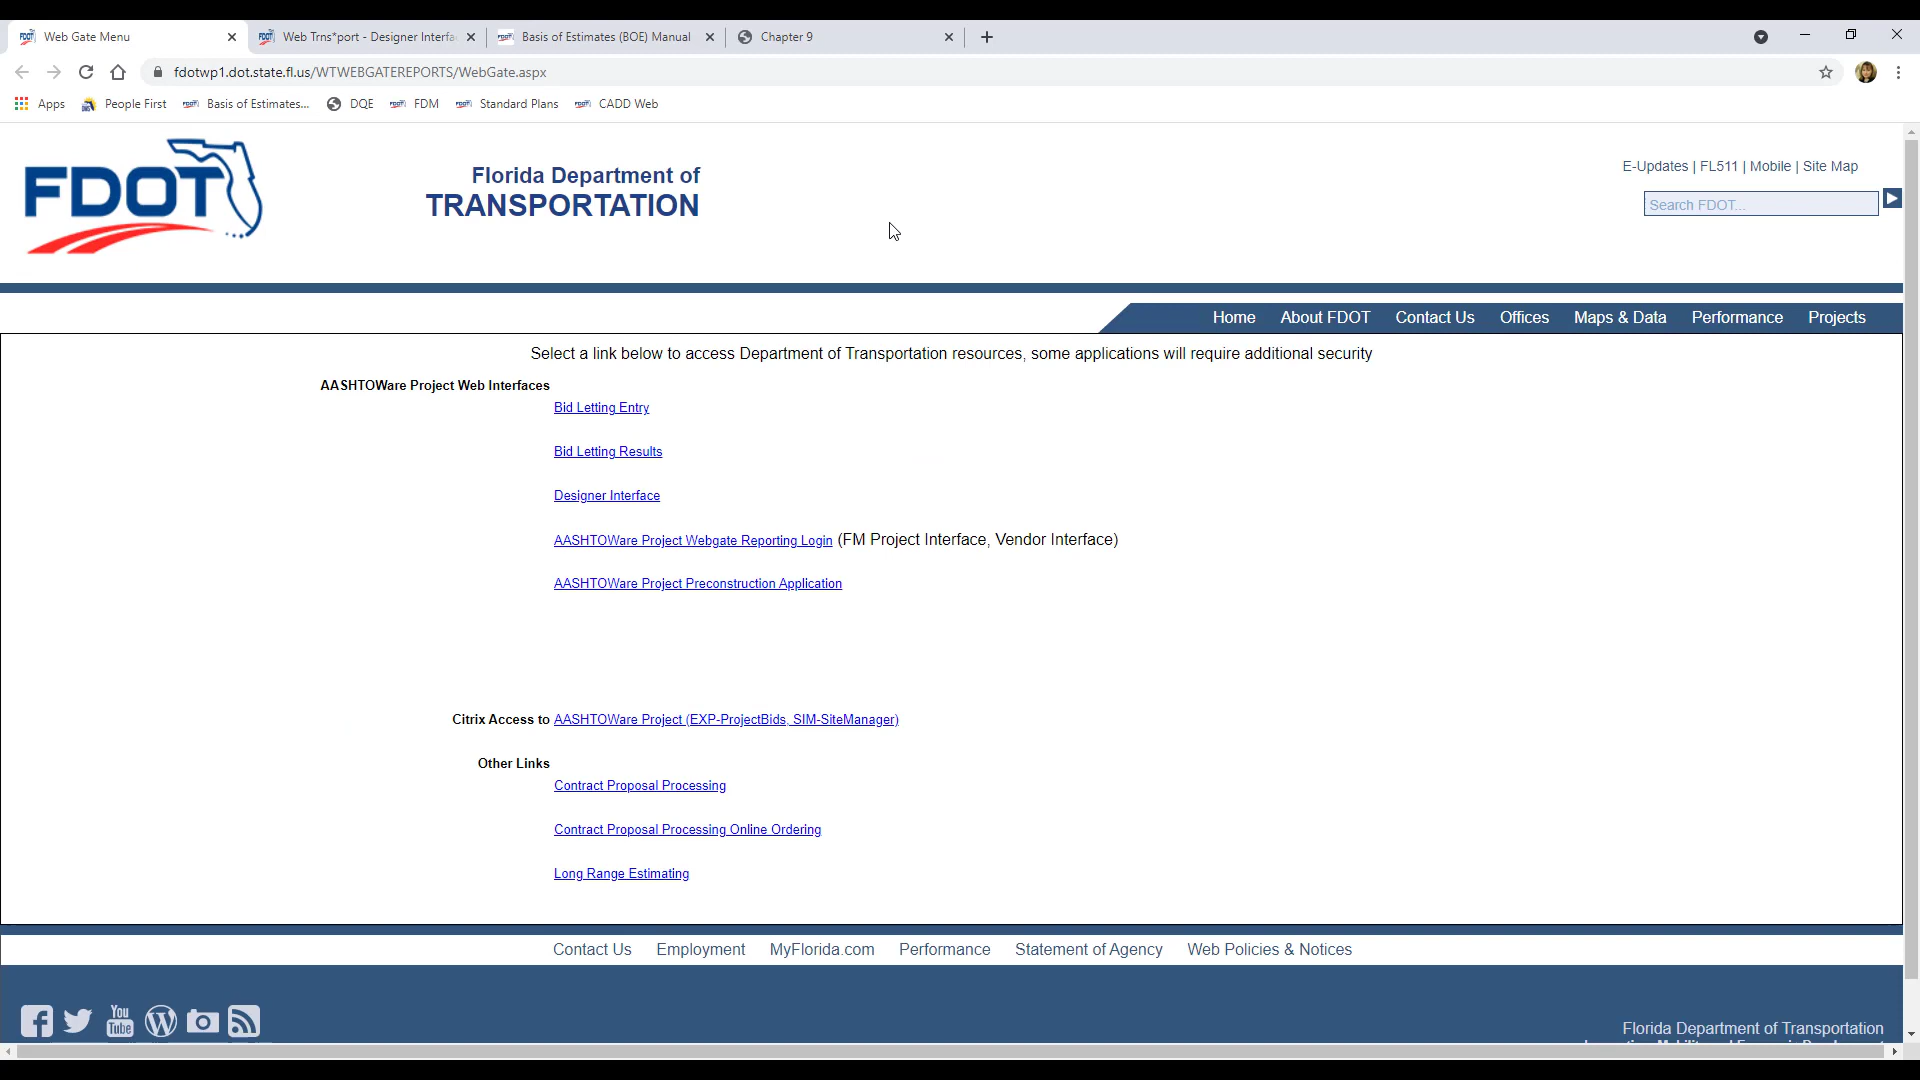 Web Gate Menu
Web Trns*port - Designer Interfa
Basis of Estimates (BOE) Manual
Chapter 9
fdotwp1.dot.state.fl.us/WTWEBGATEREPORTS/WebGate.aspx
Apps People First Basis of Estimates... DQE FDM Standard Plans CADD Web
FDOT
Florida Department of
TRANSPORTATION
E-Updates | FL511 | Mobile | Site Map
Search FDOT...
Home About FDOT Contact Us Offices Maps & Data Performance Projects
Select a link below to access Department of Transportation resources, some applications will require additional security
AASHTOWare Project Web Interfaces
Bid Letting Entry
Bid Letting Results
Designer Interface
AASHTOWare Project Webgate Reporting Login (FM Project Interface, Vendor Interface)
AASHTOWare Project Preconstruction Application
Citrix Access to AASHTOWare Project (EXP-ProjectBids, SIM-SiteManager)
Other Links
Contract Proposal Processing
Contract Proposal Processing Online Ordering
Long Range Estimating
Contact Us Employment MyFlorida.com Performance Statement of Agency Web Policies & Notices
You
Tube
Florida Department of Transportation